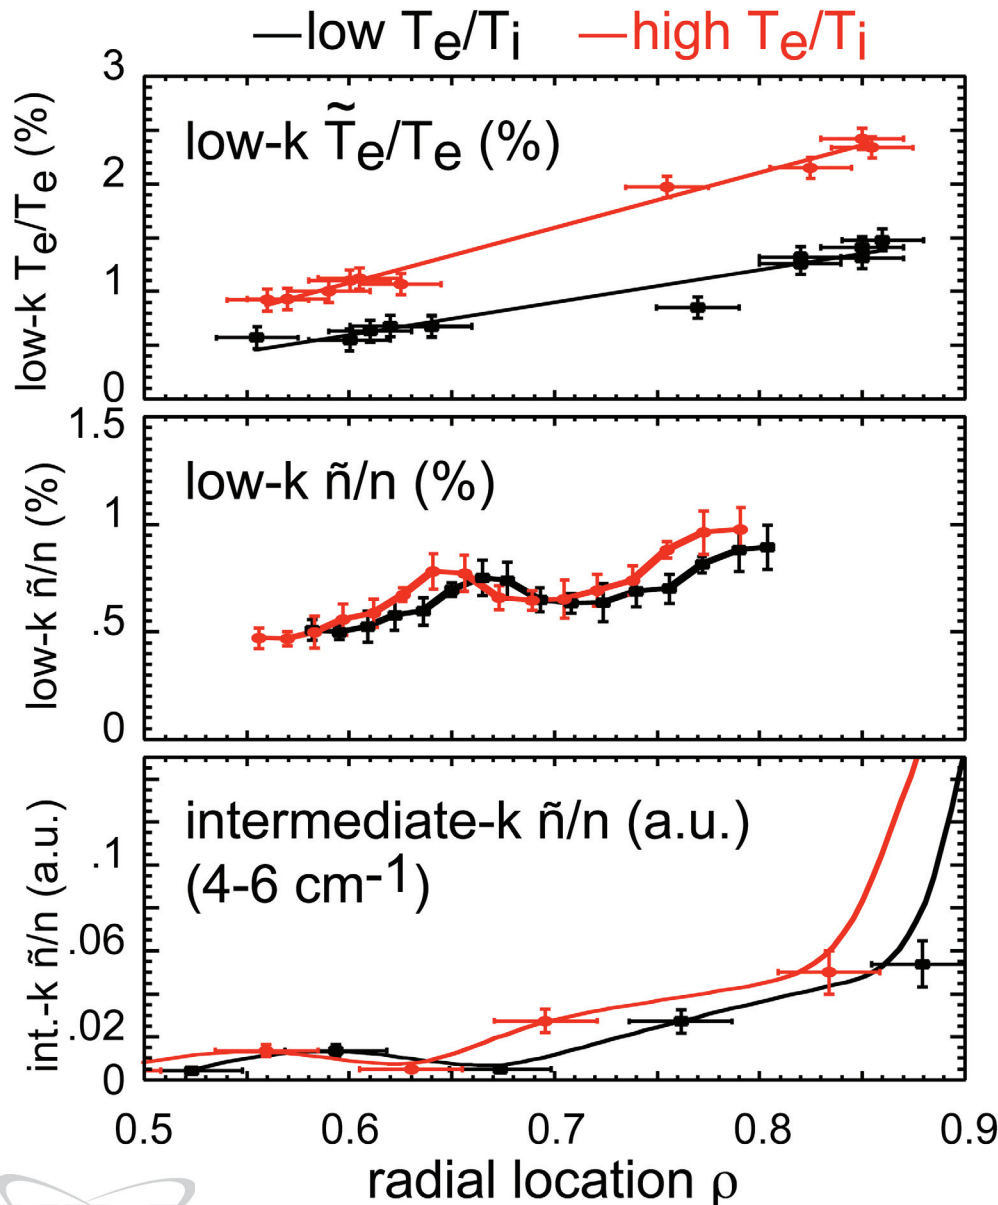 —low Te/Ti —high Te/Ti
3
low-k T̃e/Te (%)
2
1
0
low-k Te/Te (%)
1.5
low-k ñ/n (%)
1
.5
0
low-k ñ/n (%)
intermediate-k ñ/n (a.u.)
(4-6 cm-1)
.1
.06
.02
0
int.-k ñ/n (a.u.)
0.5 0.6 0.7 0.8 0.9
radial location ρ